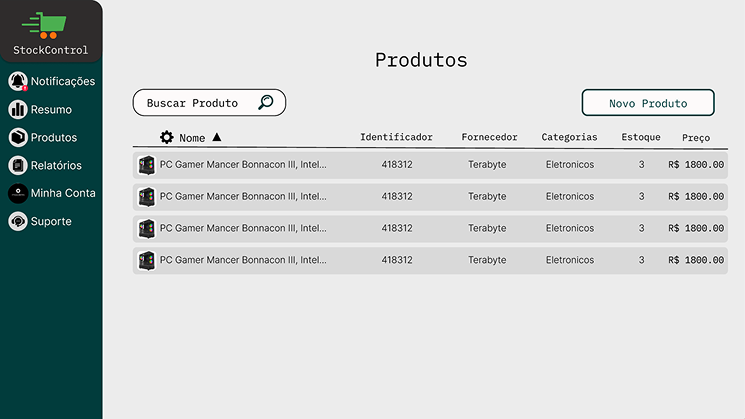 StockControl
Notificações
Resumo
Produtos
Relatórios
Minha Conta
Suporte
Produtos
Buscar Produto
Novo Produto
Nome Identificador Fornecedor Categorias Estoque Preço
PC Gamer Mancer Bonnacon III, Intel... 418312 Terabyte Eletronicos 3 R$ 1800.00
PC Gamer Mancer Bonnacon III, Intel... 418312 Terabyte Eletronicos 3 R$ 1800.00
PC Gamer Mancer Bonnacon III, Intel... 418312 Terabyte Eletronicos 3 R$ 1800.00
PC Gamer Mancer Bonnacon III, Intel... 418312 Terabyte Eletronicos 3 R$ 1800.00